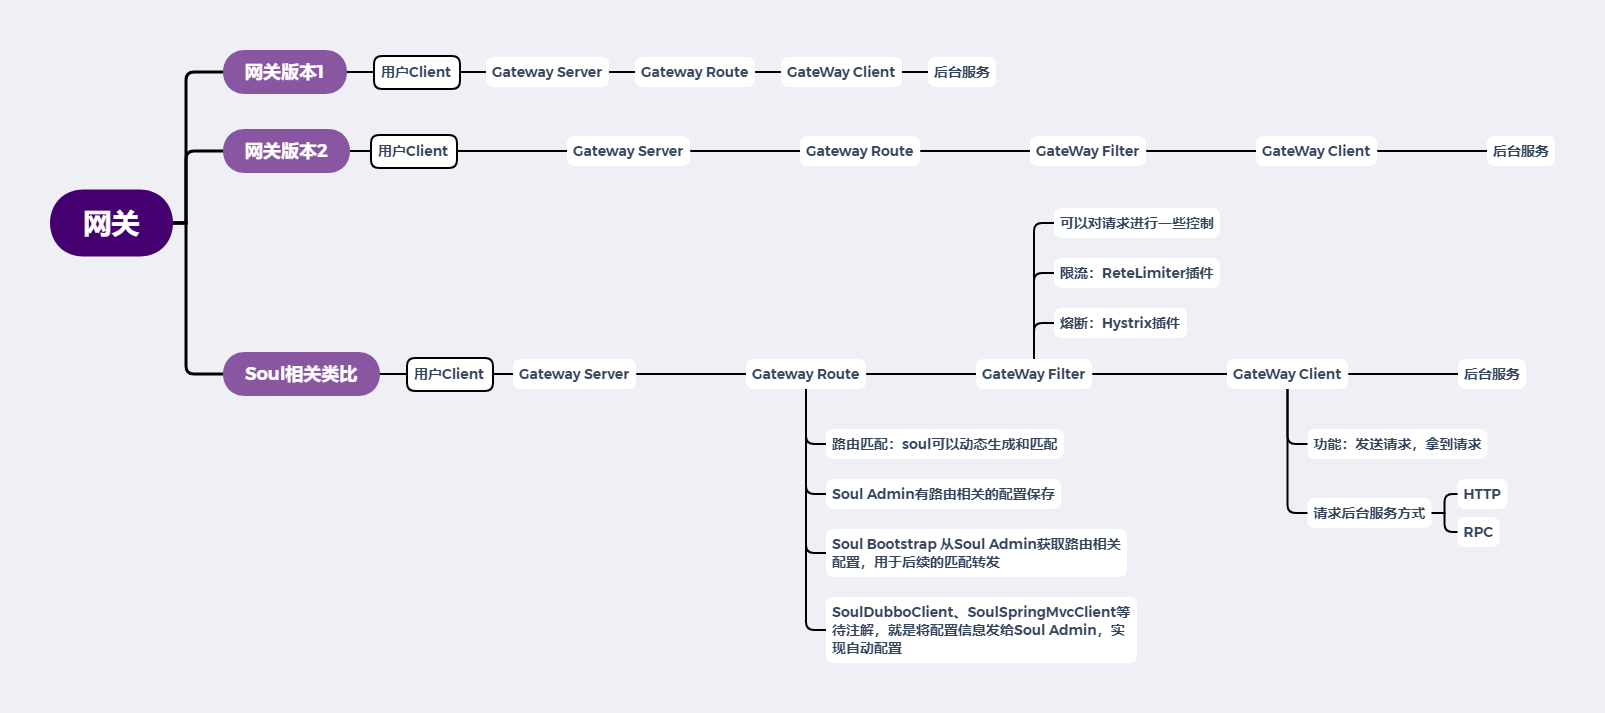 网关
网关版本1
用户Client
Gateway Server
Gateway Route
GateWay Client
后台服务
网关版本2
用户Client
Gateway Server
Gateway Route
GateWay Filter
GateWay Client
后台服务
Soul相关类比
用户Client
Gateway Server
Gateway Route
路由匹配：soul可以动态生成和匹配
Soul Admin有路由相关的配置保存
Soul Bootstrap 从Soul Admin获取路由相关
配置，用于后续的匹配转发
SoulDubboClient、SoulSpringMvcClient等
待注解，就是将配置信息发给Soul Admin，实
现自动配置
GateWay Filter
可以对请求进行一些控制
限流：ReteLimiter插件
熔断：Hystrix插件
GateWay Client
功能：发送请求，拿到请求
请求后台服务方式
HTTP
RPC
后台服务